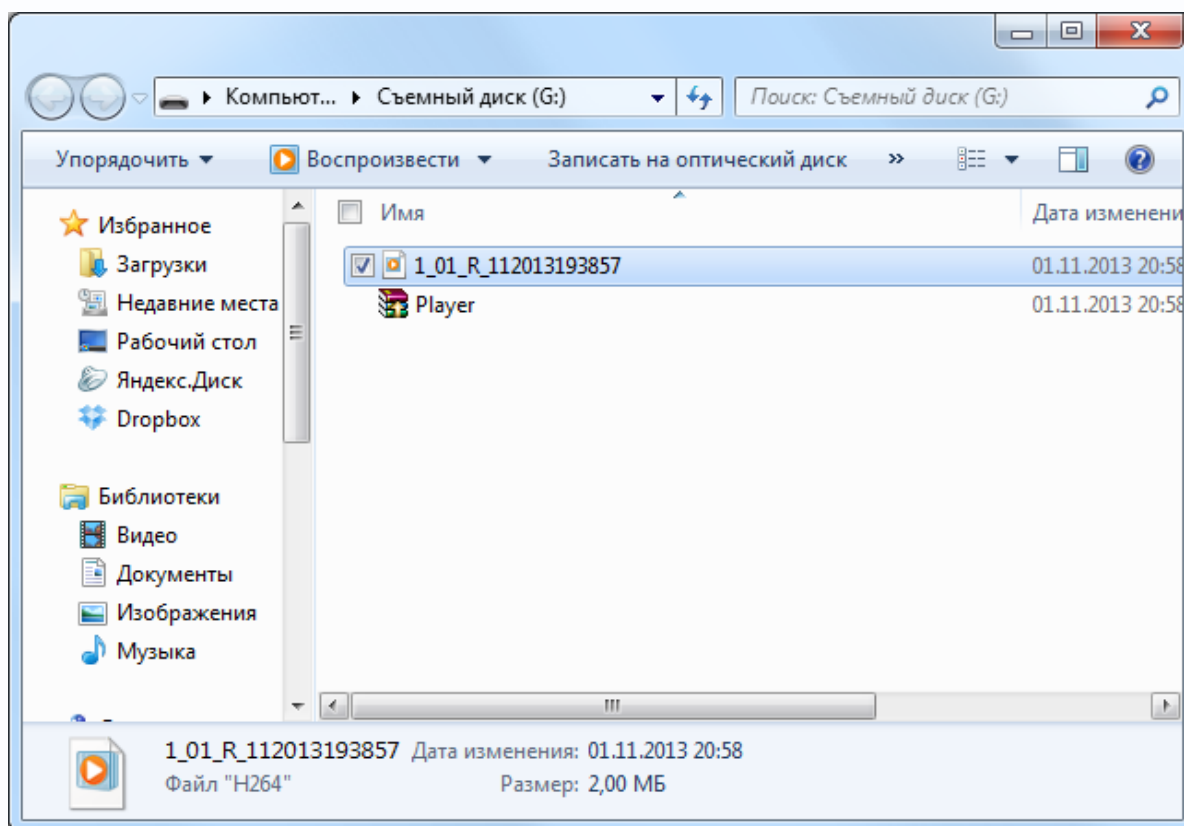 Компьют... Съемный диск (G:) Поиск: Съемный диск (G:)
Упорядочить Воспроизвести Записать на оптический диск »
Избранное
Загрузки
Недавние места
Рабочий стол
Яндекс.Диск
Dropbox
Библиотеки
Видео
Документы
Изображения
Музыка
Имя Дата изменени
1_01_R_112013193857 01.11.2013 20:58
Player 01.11.2013 20:58
1_01_R_112013193857 Дата изменения: 01.11.2013 20:58
Файл "H264" Размер: 2,00 МБ